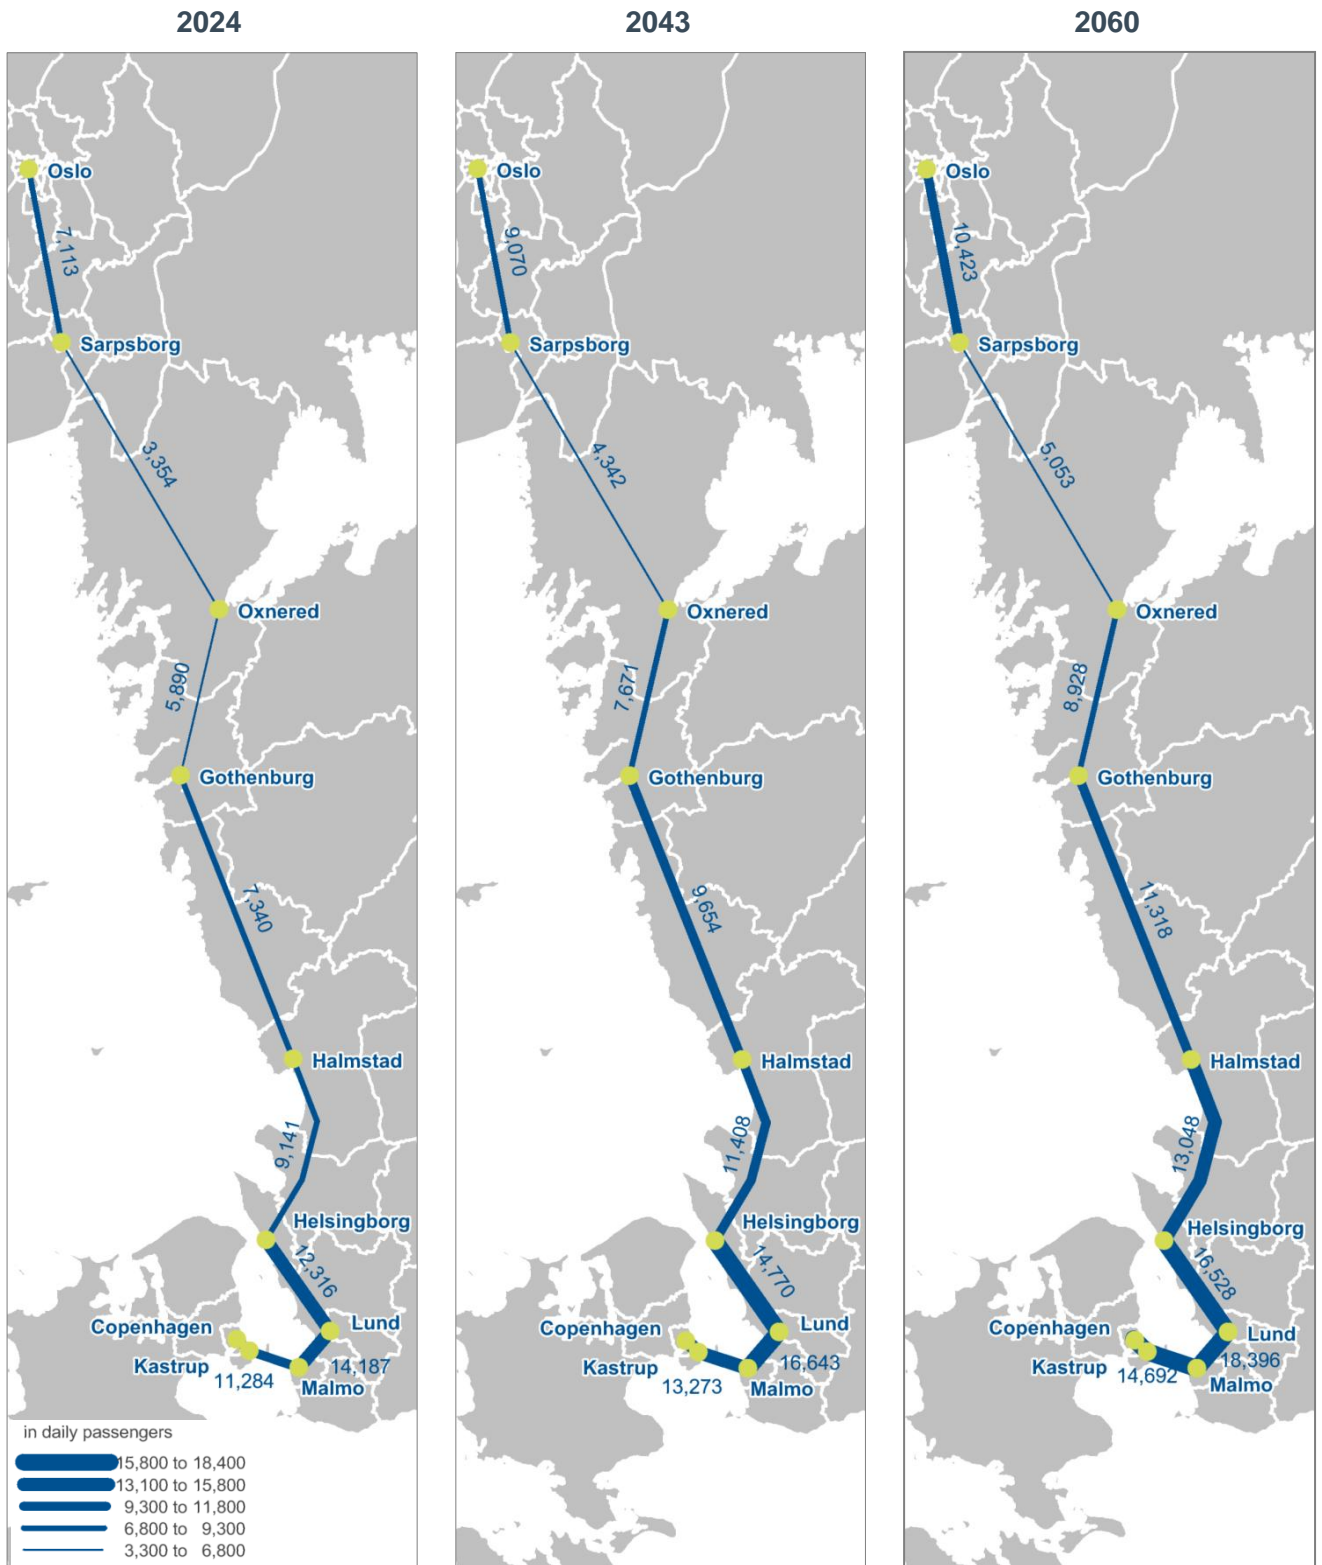 2024
2043
2060
Oslo
7,113
Sarpsborg
3,354
Oxnered
5,890
Gothenburg
7,340
Halmstad
9,141
Helsingborg
12,316
Copenhagen
Lund
Kastrup
14,187
11,284
Malmo
Oslo
9,070
Sarpsborg
4,342
Oxnered
7,671
Gothenburg
9,654
Halmstad
11,408
Helsingborg
14,770
Copenhagen
Lund
Kastrup
16,643
13,273
Malmo
Oslo
10,423
Sarpsborg
5,053
Oxnered
8,928
Gothenburg
11,318
Halmstad
13,048
Helsingborg
16,528
Copenhagen
Lund
Kastrup
18,396
14,692
Malmo
in daily passengers
15,800 to 18,400
13,100 to 15,800
9,300 to 11,800
6,800 to 9,300
3,300 to 6,800